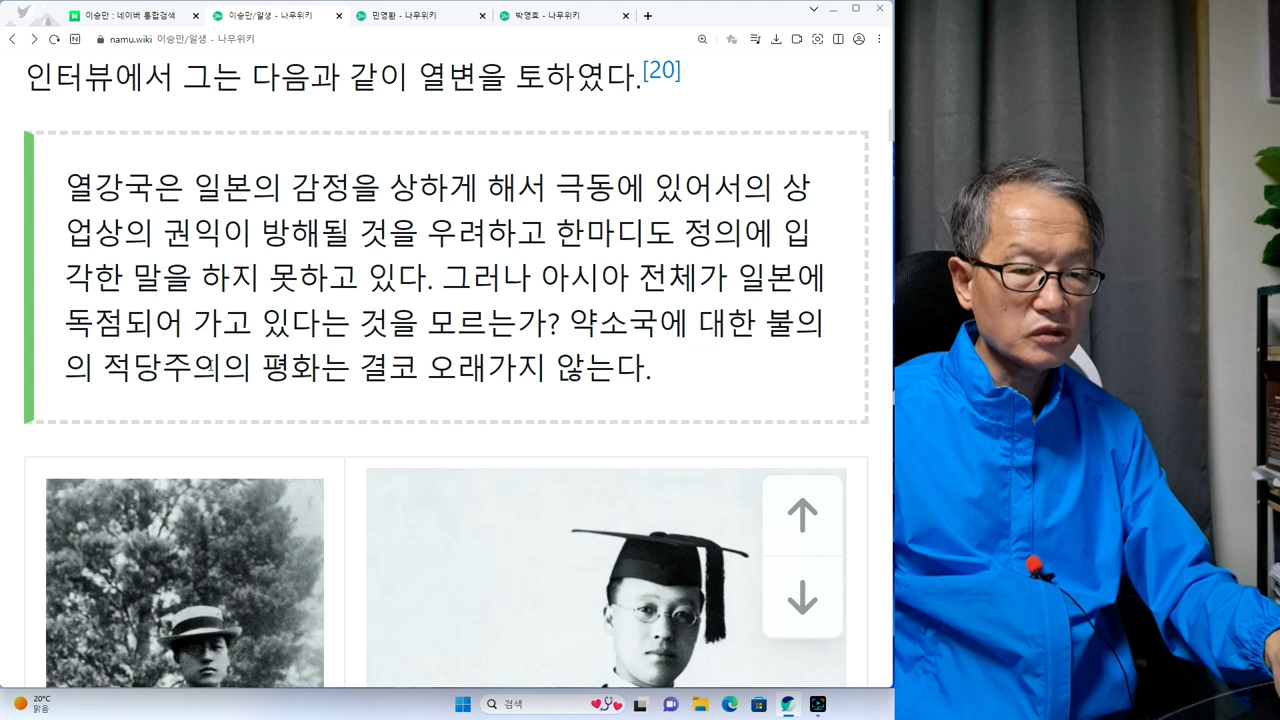 이승만 : 네이버 통합검색
이승만/일생 - 나무위키
민영환 - 나무위키
박영효 - 나무위키
namu.wiki 이승만/일생 - 나무위키
인터뷰에서 그는 다음과 같이 열변을 토하였다.[20]
열강국은 일본의 감정을 상하게 해서 극동에 있어서의 상
업상의 권익이 방해될 것을 우려하고 한마디도 정의에 입
각한 말을 하지 못하고 있다. 그러나 아시아 전체가 일본에
독점되어 가고 있다는 것을 모르는가? 약소국에 대한 불의
의 적당주의의 평화는 결코 오래가지 않는다.
20°C
맑음
검색